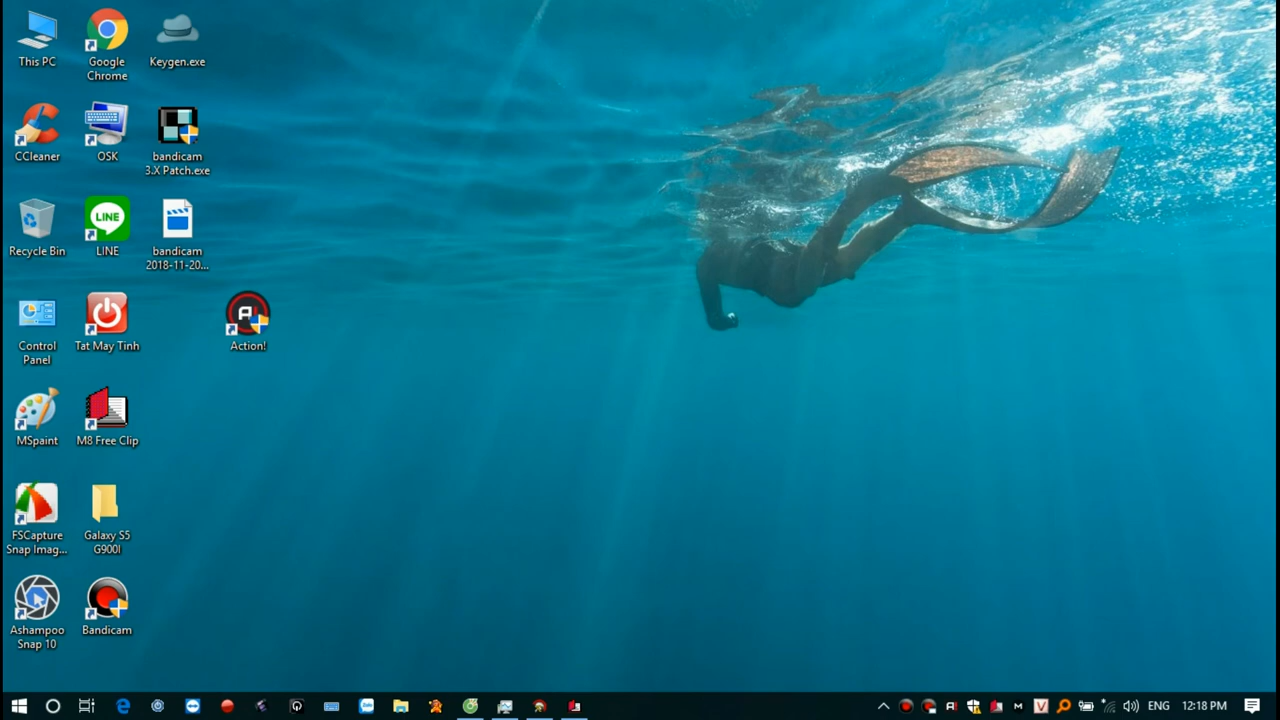 This PC
Google
Chrome
Keygen.exe
CCleaner
OSK
bandicam
3.X Patch.exe
Recycle Bin
LINE
LINE
bandicam
2018-11-20...
Control
Panel
Tat May Tinh
Action!
MSpaint
M8 Free Clip
FSCapture
Snap Imag...
Galaxy S5
G900I
Ashampoo
Snap 10
Bandicam
ENG
12:18 PM